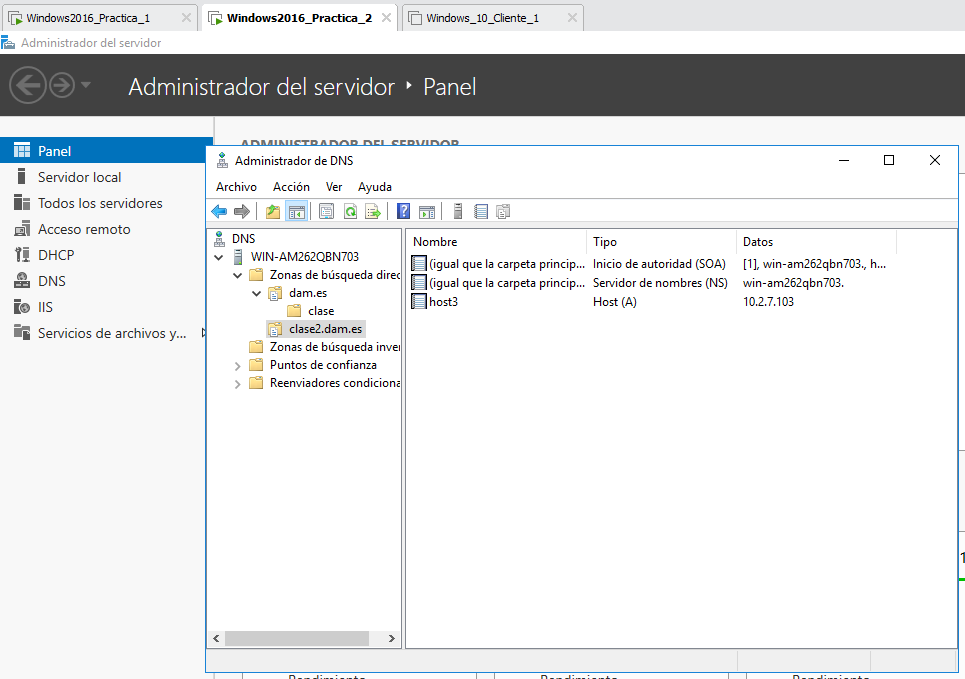 Windows2016_Practica_1
Windows2016_Practica_2
Windows_10_Cliente_1
Administrador del servidor
Administrador del servidor Panel
ADMINISTRADOR DEL SERVIDOR
Panel
Servidor local
Todos los servidores
Acceso remoto
DHCP
DNS
IIS
Servicios de archivos y...
Administrador de DNS
Archivo Acción Ver Ayuda
DNS
WIN-AM262QBN703
Zonas de búsqueda direc
dam.es
clase
clase2.dam.es
Zonas de búsqueda inver
Puntos de confianza
Reenviadores condiciona
Nombre Tipo Datos
(igual que la carpeta princip... Inicio de autoridad (SOA) [1], win-am262qbn703., h...
(igual que la carpeta princip... Servidor de nombres (NS) win-am262qbn703.
host3 Host (A) 10.2.7.103
1
Rendimiento Rendimiento Rendimiento